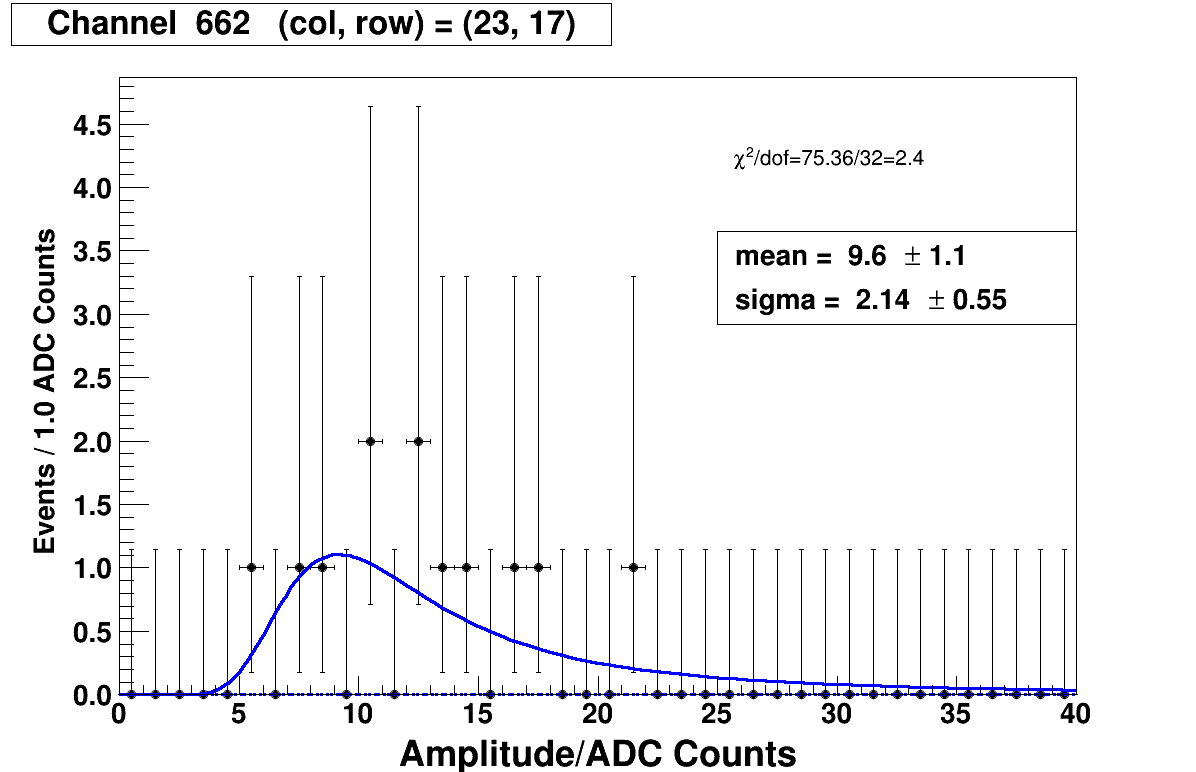 Channel 662 (col, row) = (23, 17)
4.5
4.0
3.5
3.0
2.5
2.0
1.5
1.0
0.5
0.0
Events / 1.0 ADC Counts
χ²/dof=75.36/32=2.4
mean = 9.6 ± 1.1
sigma = 2.14 ± 0.55
0 5 10 15 20 25 30 35 40
Amplitude/ADC Counts